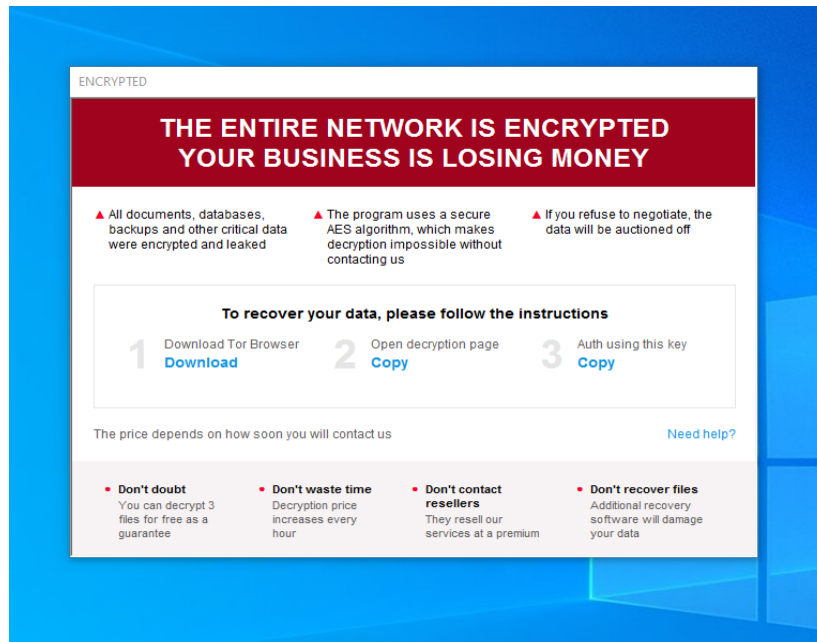 ENCRYPTED
THE ENTIRE NETWORK IS ENCRYPTED
YOUR BUSINESS IS LOSING MONEY
All documents, databases,
backups and other critical data
were encrypted and leaked
The program uses a secure
AES algorithm, which makes
decryption impossible without
contacting us
If you refuse to negotiate, the
data will be auctioned off
To recover your data, please follow the instructions
1
Download Tor Browser
Download
2
Open decryption page
Copy
3
Auth using this key
Copy
The price depends on how soon you will contact us
Need help?
Don't doubt
You can decrypt 3
files for free as a
guarantee
Don't waste time
Decryption price
increases every
hour
Don't contact
resellers
They resell our
services at a premium
Don't recover files
Additional recovery
software will damage
your data